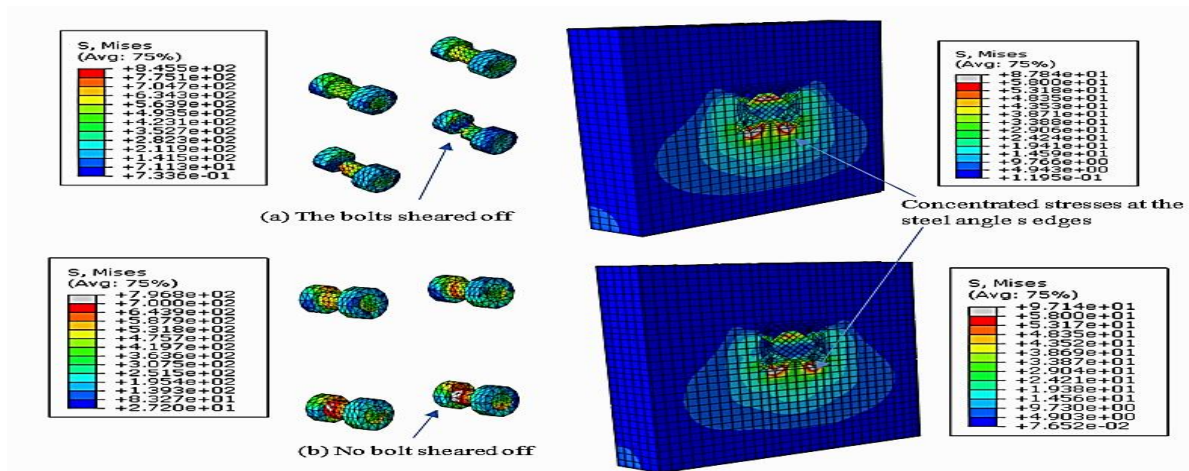 S, Mises
(Avg: 75%)
+8.455e+02
+7.751e+02
+7.047e+02
+6.343e+02
+5.639e+02
+4.935e+02
+4.231e+02
+3.527e+02
+2.823e+02
+2.119e+02
+1.415e+02
+7.113e+01
+7.336e-01
(a) The bolts sheared off
S, Mises
(Avg: 75%)
+8.784e+01
+5.800e+01
+5.318e+01
+4.835e+01
+4.353e+01
+3.871e+01
+3.388e+01
+2.906e+01
+2.424e+01
+1.941e+01
+1.459e+01
+9.766e+00
+4.943e+00
+1.195e-01
Concentrated stresses at the
steel angle s edges
S, Mises
(Avg: 75%)
+7.968e+02
+7.000e+02
+6.439e+02
+5.879e+02
+5.318e+02
+4.757e+02
+4.197e+02
+3.636e+02
+3.075e+02
+2.515e+02
+1.954e+02
+1.393e+02
+8.327e+01
+2.720e+01
(b) No bolt sheared off
S, Mises
(Avg: 75%)
+9.714e+01
+5.800e+01
+5.317e+01
+4.835e+01
+4.352e+01
+3.869e+01
+3.387e+01
+2.904e+01
+2.421e+01
+1.938e+01
+1.456e+01
+9.730e+00
+4.903e+00
+7.652e-02